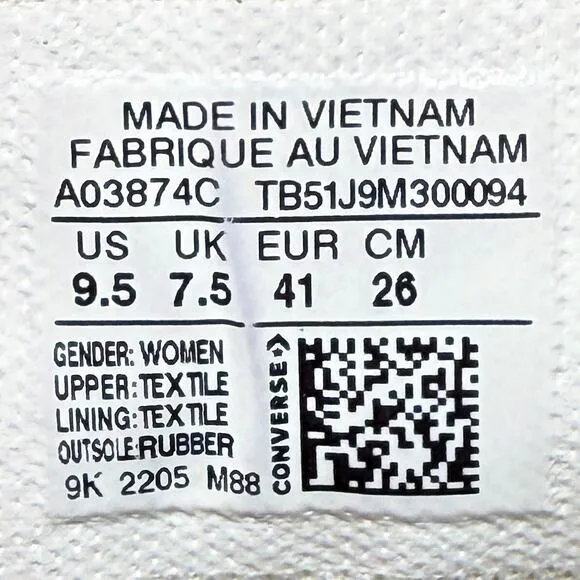 MADE IN VIETNAM
FABRIQUE AU VIETNAM
A03874C TB51J9M300094
US UK EUR CM
9.5 7.5 41 26
GENDER: WOMEN
UPPER:TEXTILE
LINING:TEXTILE
OUTSOLE:RUBBER
9K 2205 M88
CONVERSE